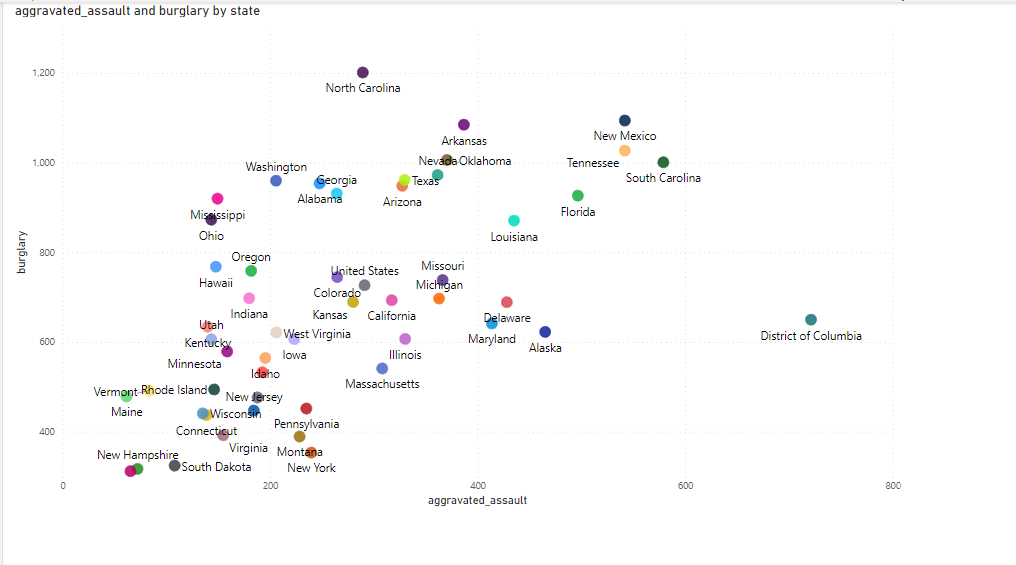 aggravated_assault and burglary by state
1,200
North Carolina
Arkansas
New Mexico
1,000
Nevada Oklahoma
Tennessee
Washington
South Carolina
Georgia
Texas
Alabama
Arizona
Florida
Mississippi
Ohio
Louisiana
burglary
800
Oregon
Missouri
United States
Hawaii
Michigan
Colorado
Indiana
Kansas
California
Delaware
Utah
West Virginia
District of Columbia
600
Kentucky
Maryland
Alaska
Iowa
Illinois
Minnesota
Idaho
Massachusetts
Vermont Rhode Island
New Jersey
Maine
Wisconsin
Pennsylvania
400
Connecticut
Virginia
Montana
New Hampshire
South Dakota
New York
0 200 400 600 800
aggravated_assault